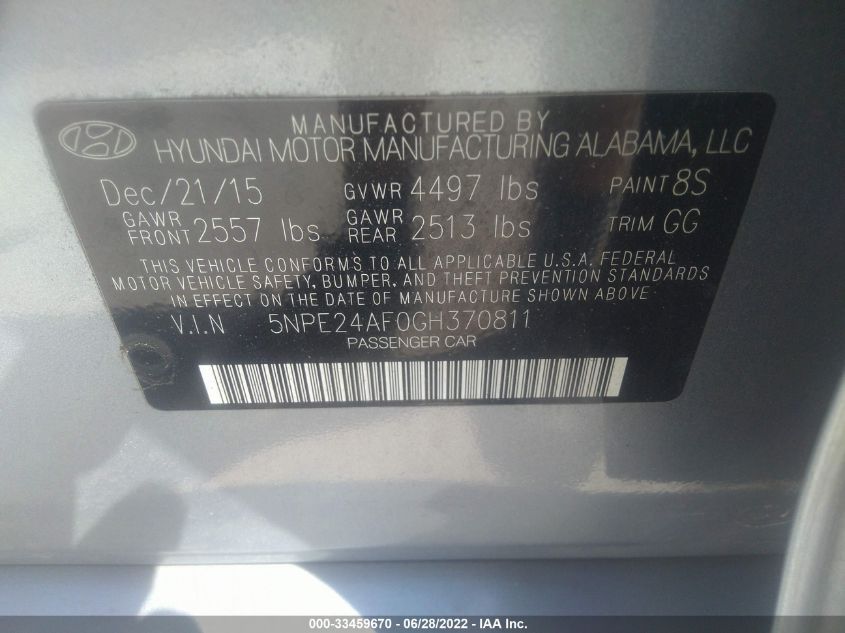 MANUFACTURED BY
HYUNDAI MOTOR MANUFACTURING ALABAMA, LLC
Dec/21/15 GVWR 4497 lbs PAINT 8S
GAWR FRONT 2557 lbs GAWR REAR 2513 lbs TRIM GG
THIS VEHICLE CONFORMS TO ALL APPLICABLE U.S.A. FEDERAL
MOTOR VEHICLE SAFETY, BUMPER, AND THEFT PREVENTION STANDARDS
IN EFFECT ON THE DATE OF MANUFACTURE SHOWN ABOVE.
V.I.N 5NPE24AF0GH370811
PASSENGER CAR
000-33459670 - 06/28/2022 - IAA Inc.